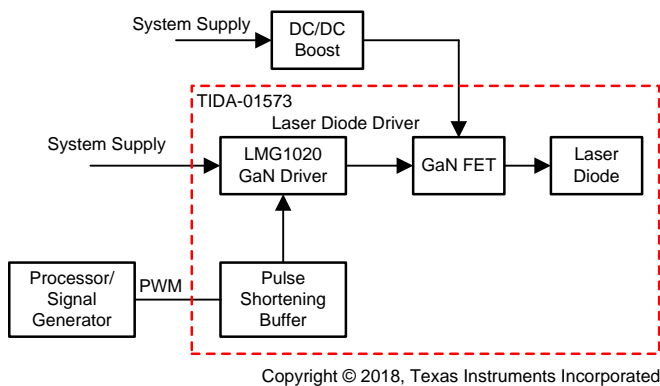 System Supply
DC/DC
Boost
TIDA-01573
Laser Diode Driver
System Supply
LMG1020
GaN Driver
GaN FET
Laser
Diode
Processor/
Signal
Generator
PWM
Pulse
Shortening
Buffer
Copyright © 2018, Texas Instruments Incorporated